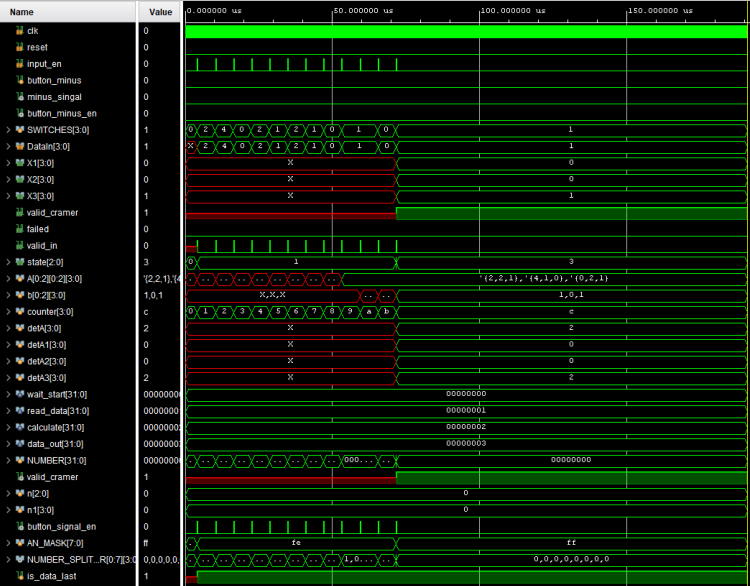 Name Value 0.000000 us 50.000000 us 100.000000 us 150.000000 us
clk 0
reset 0
input_en 0
button_minus 0
minus_singal 0
button_minus_en 0
SWITCHES[3:0] 1 0 2 4 0 2 1 2 1 0 1 0 1
DataIn[3:0] 1 X 2 4 0 2 1 2 1 0 1 0 1
X1[3:0] 0 X 0
X2[3:0] 0 X 0
X3[3:0] 1 X 1
valid_cramer 1
failed 0
valid_in 0
state[2:0] 3 0 1 3
A[0:2][0:2][3:0] '{2,2,1},'{4 '{2,2,1},'{4,1,0},'{0,2,1}
b[0:2][3:0] 1,0,1 X,X,X .. .. 1,0,1
counter[3:0] c 0 1 2 3 4 5 6 7 8 9 a b c
detA[3:0] 2 X 2
detA1[3:0] 0 X 0
detA2[3:0] 0 X 0
detA3[3:0] 2 X 2
wait_start[31:0] 00000000 00000000
read_data[31:0] 00000001 00000001
calculate[31:0] 00000002 00000002
data_out[31:0] 00000003 00000003
NUMBER[31:0] 00000000 000... .. 00000000
valid_cramer 1
n[2:0] 0 0
n1[3:0] 0 0
button_signal_en 0
AN_MASK[7:0] ff fe ff
NUMBER_SPLIT...R[0:7][3:0] 0,0,0,0,0 1,0... .. 0,0,0,0,0,0,0,0
is_data_last 1